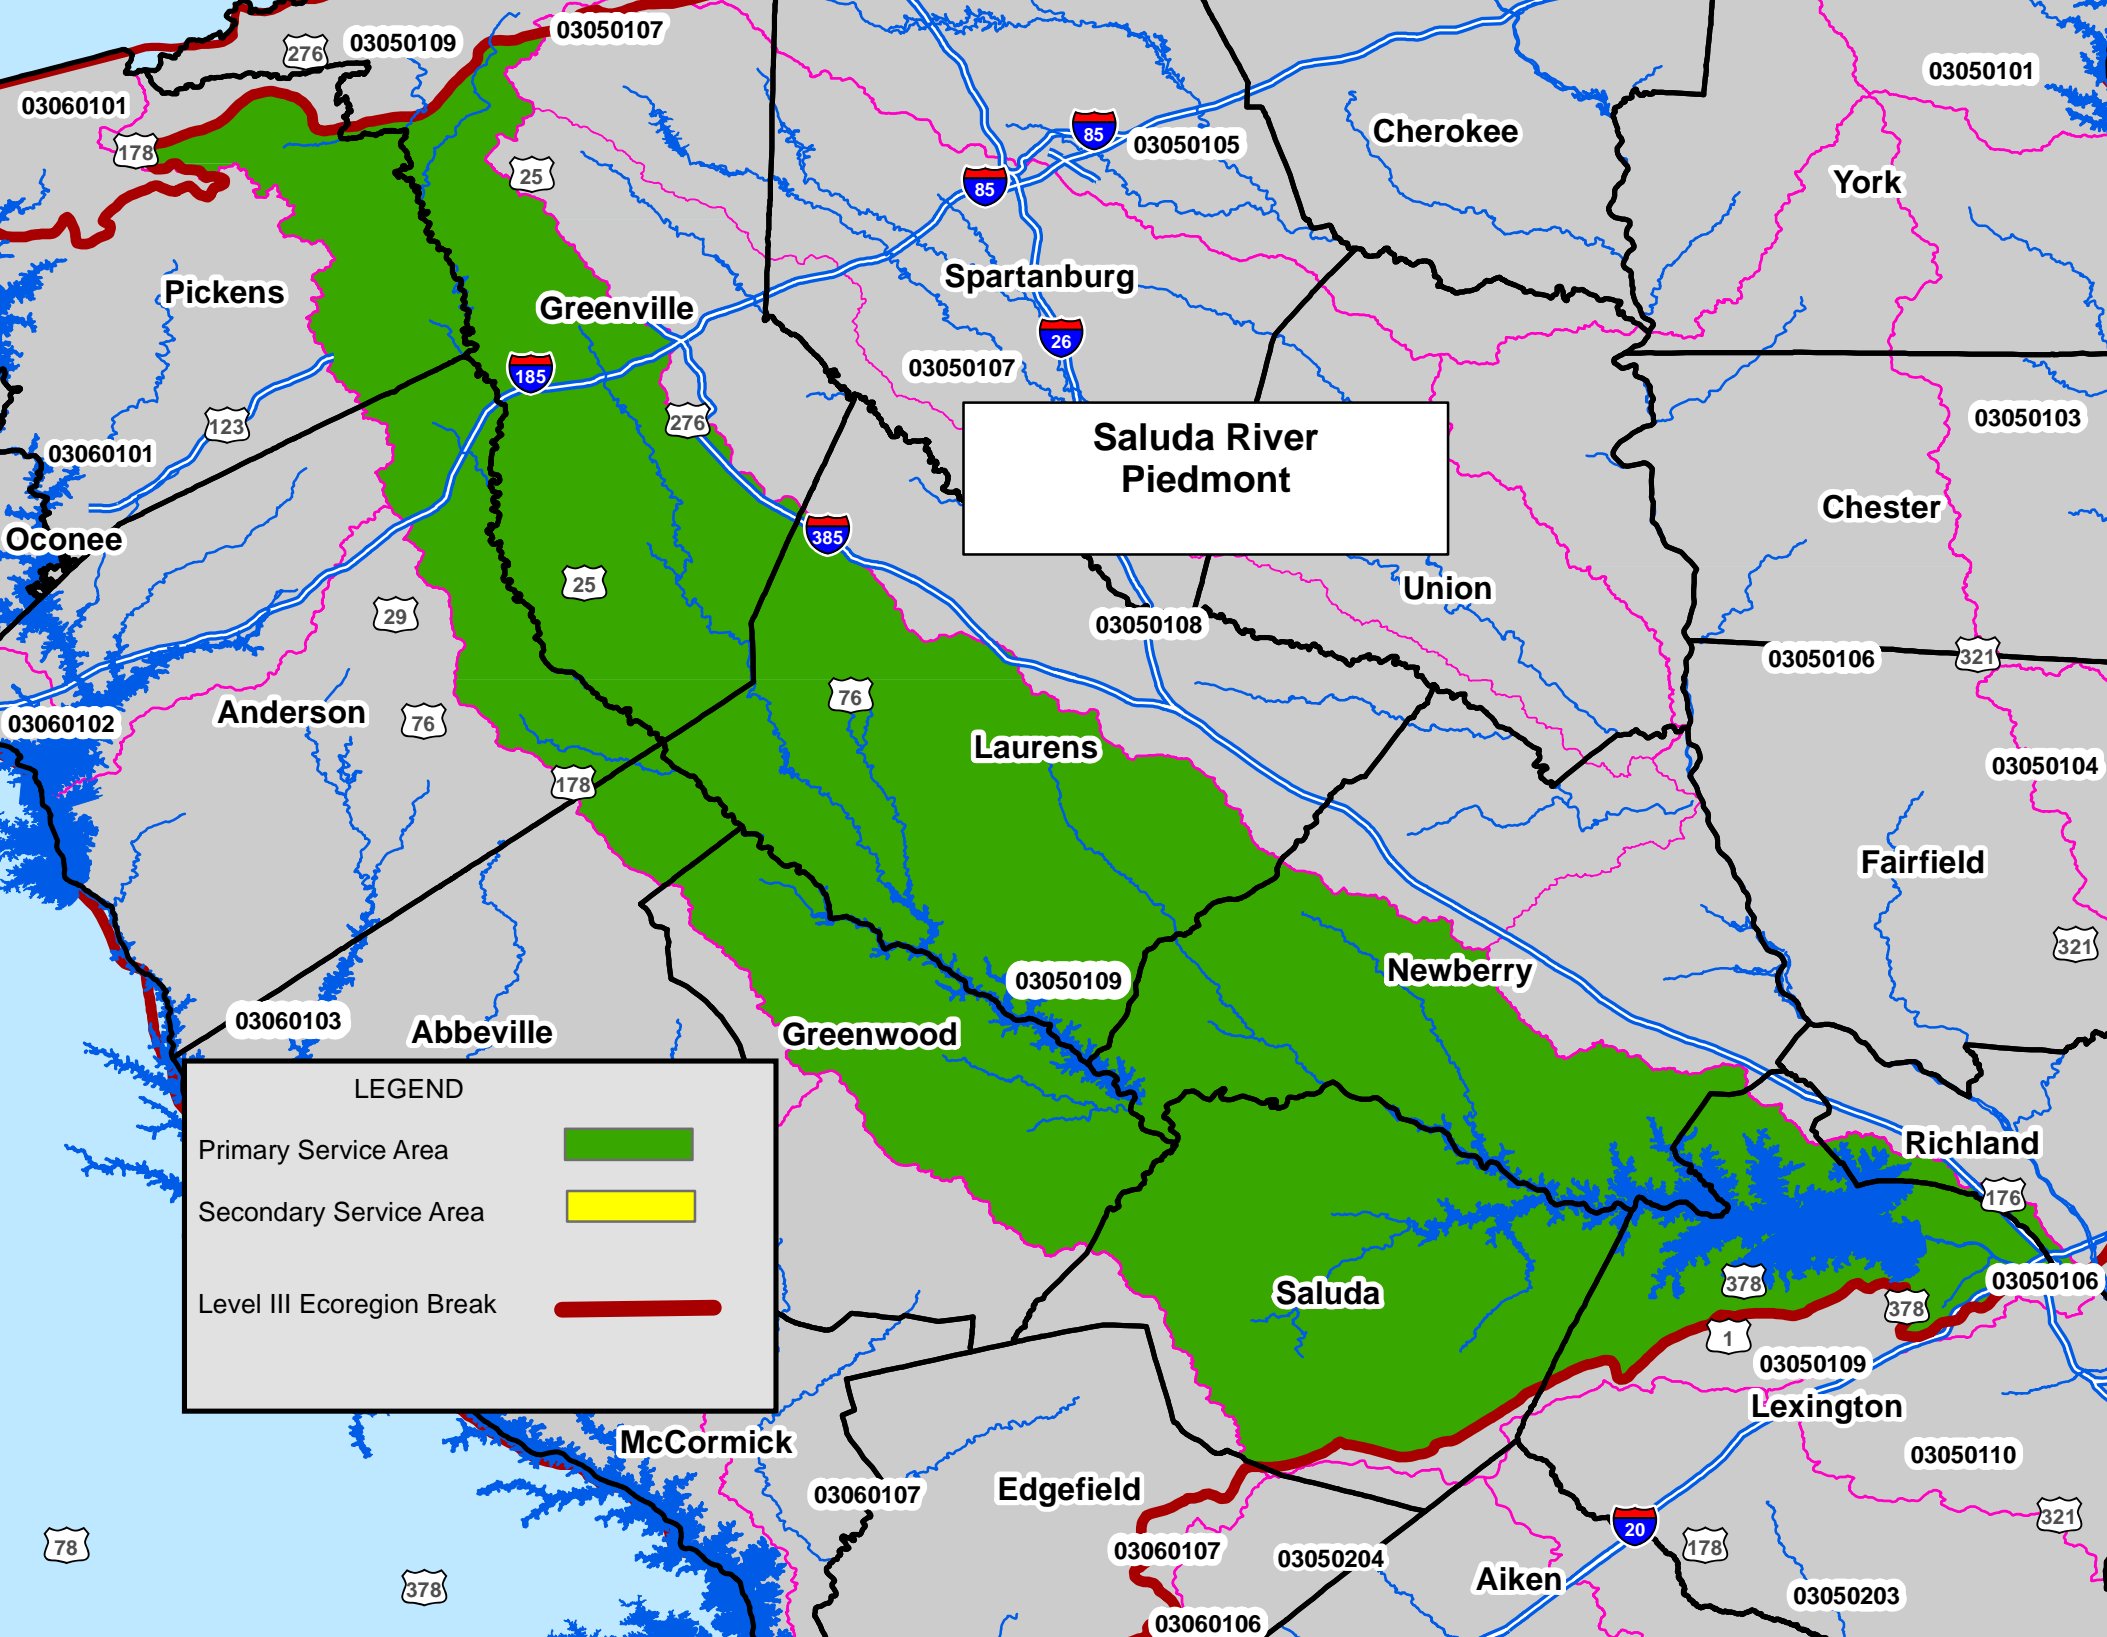 03050107
03050109
276
03060101
178
25
85
85
03050105
Cherokee
03050101
York
Pickens
Greenville
Spartanburg
26
185
03050107
276
123
03060101
Saluda River
Piedmont
03050103
Chester
Oconee
385
25
29
Union
03050108
03050106
321
76
76
Anderson
03060102
Laurens
178
03050104
Fairfield
321
Newberry
03050109
03060103
Abbeville
Greenwood
LEGEND
Primary Service Area
Secondary Service Area
Level III Ecoregion Break
Richland
176
Saluda
378
378
03050106
1
03050109
Lexington
McCormick
03050110
Edgefield
03060107
321
20
178
78
03060107
03050204
Aiken
378
03050203
03060106